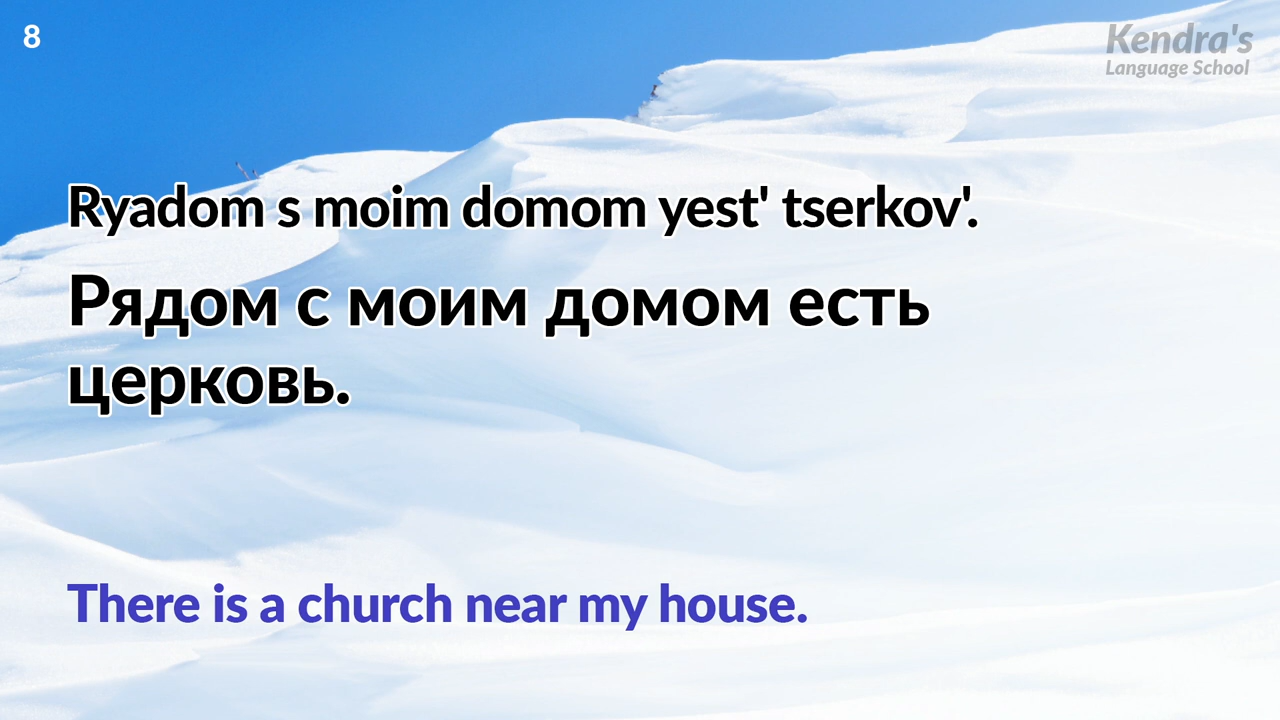 8
Kendra's
Language School
Ryadom s moim domom yest' tserkov'.
Рядом с моим домом есть
церковь.
There is a church near my house.